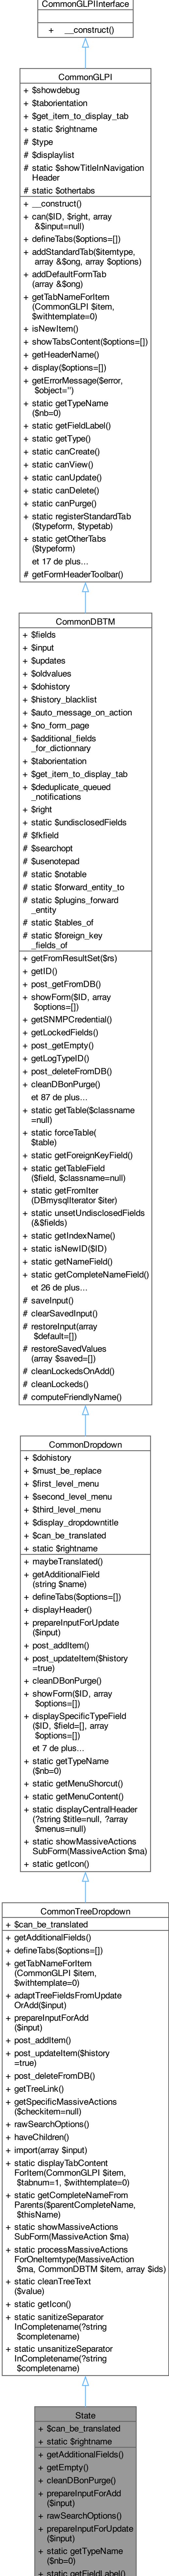 CommonGLPIInterface
+ __construct()
CommonGLPI
+ $showdebug
+ $taborientation
+ $get_item_to_display_tab
+ static $rightname
# $type
# $displaylist
# static $showTitleInNavigation
Header
# static $othertabs
+ __construct()
+ can($ID, $right, array
&$input=null)
+ defineTabs($options=[])
+ addStandardTab($itemtype,
array &$ong, array $options)
+ addDefaultFormTab
(array &$ong)
+ getTabNameForItem
(CommonGLPI $item,
$withtemplate=0)
+ isNewItem()
+ showTabsContent($options=[])
+ getHeaderName()
+ display($options=[])
+ getErrorMessage($error,
$object='')
+ static getTypeName
($nb=0)
+ static getFieldLabel()
+ static getType()
+ static canCreate()
+ static canView()
+ static canUpdate()
+ static canDelete()
+ static canPurge()
+ static registerStandardTab
($typeform, $typetab)
+ static getOtherTabs
($typeform)
et 17 de plus...
# getFormHeaderToolbar()
CommonDBTM
+ $fields
+ $input
+ $updates
+ $oldvalues
+ $dohistory
+ $history_blacklist
+ $auto_message_on_action
+ $no_form_page
+ $additional_fields
_for_dictionnary
+ $taborientation
+ $get_item_to_display_tab
+ $deduplicate_queued
_notifications
+ $right
+ static $undisclosedFields
# $fkfield
# $searchopt
# $usenotepad
# static $notable
# static $forward_entity_to
# static $plugins_forward
_entity
# static $tables_of
# static $foreign_key
_fields_of
+ getFromResultSet($rs)
+ getID()
+ post_getFromDB()
+ showForm($ID, array
$options=[])
+ getSNMPCredential()
+ getLockedFields()
+ post_getEmpty()
+ getLogTypeID()
+ post_deleteFromDB()
+ cleanDBonPurge()
et 87 de plus...
+ static getTable($classname
=null)
+ static forceTable(
$table)
+ static getForeignKeyField()
+ static getTableField
($field, $classname=null)
+ static getFromIter
(DBmysqlIterator $iter)
+ static unsetUndisclosedFields
(&$fields)
+ static getIndexName()
+ static isNewID($ID)
+ static getNameField()
+ static getCompleteNameField()
et 26 de plus...
# saveInput()
# clearSavedInput()
# restoreInput(array
$default=[])
# restoreSavedValues
(array $saved=[])
# cleanLockedsOnAdd()
# cleanLockeds()
# computeFriendlyName()
CommonDropdown
+ $dohistory
+ $must_be_replace
+ $first_level_menu
+ $second_level_menu
+ $third_level_menu
+ $display_dropdowntitle
+ $can_be_translated
+ static $rightname
+ maybeTranslated()
+ getAdditionalField
(string $name)
+ defineTabs($options=[])
+ displayHeader()
+ prepareInputForUpdate
($input)
+ post_addItem()
+ post_updateItem($history
=true)
+ cleanDBonPurge()
+ showForm($ID, array
$options=[])
+ displaySpecificTypeField
($ID, $field=[], array
$options=[])
et 7 de plus...
+ static getTypeName
($nb=0)
+ static getMenuShorcut()
+ static getMenuContent()
+ static displayCentralHeader
(?string $title=null, ?array
$menus=null)
+ static showMassiveActions
SubForm(MassiveAction $ma)
+ static getIcon()
CommonTreeDropdown
+ $can_be_translated
+ getAdditionalFields()
+ defineTabs($options=[])
+ getTabNameForItem
(CommonGLPI $item,
$withtemplate=0)
+ adaptTreeFieldsFromUpdate
OrAdd($input)
+ prepareInputForAdd
($input)
+ post_addItem()
+ post_updateItem($history
=true)
+ post_deleteFromDB()
+ getTreeLink()
+ getSpecificMassiveActions
($checkitem=null)
+ rawSearchOptions()
+ haveChildren()
+ import(array $input)
+ static displayTabContent
ForItem(CommonGLPI $item,
$tabnum=1, $withtemplate=0)
+ static getCompleteNameFrom
Parents($parentCompleteName,
$thisName)
+ static showMassiveActions
SubForm(MassiveAction $ma)
+ static processMassiveActions
ForOneItemtype(MassiveAction
$ma, CommonDBTM $item, array $ids)
+ static cleanTreeText
($value)
+ static getIcon()
+ static sanitizeSeparator
InCompletename(?string
$completename)
+ static unsanitizeSeparator
InCompletename(?string
$completename)
State
+ $can_be_translated
+ static $rightname
+ getAdditionalFields()
+ getEmpty()
+ cleanDBonPurge()
+ prepareInputForAdd
($input)
+ rawSearchOptions()
+ prepareInputForUpdate
($input)
+ static getTypeName
($nb=0)
+ static getFieldLabel()